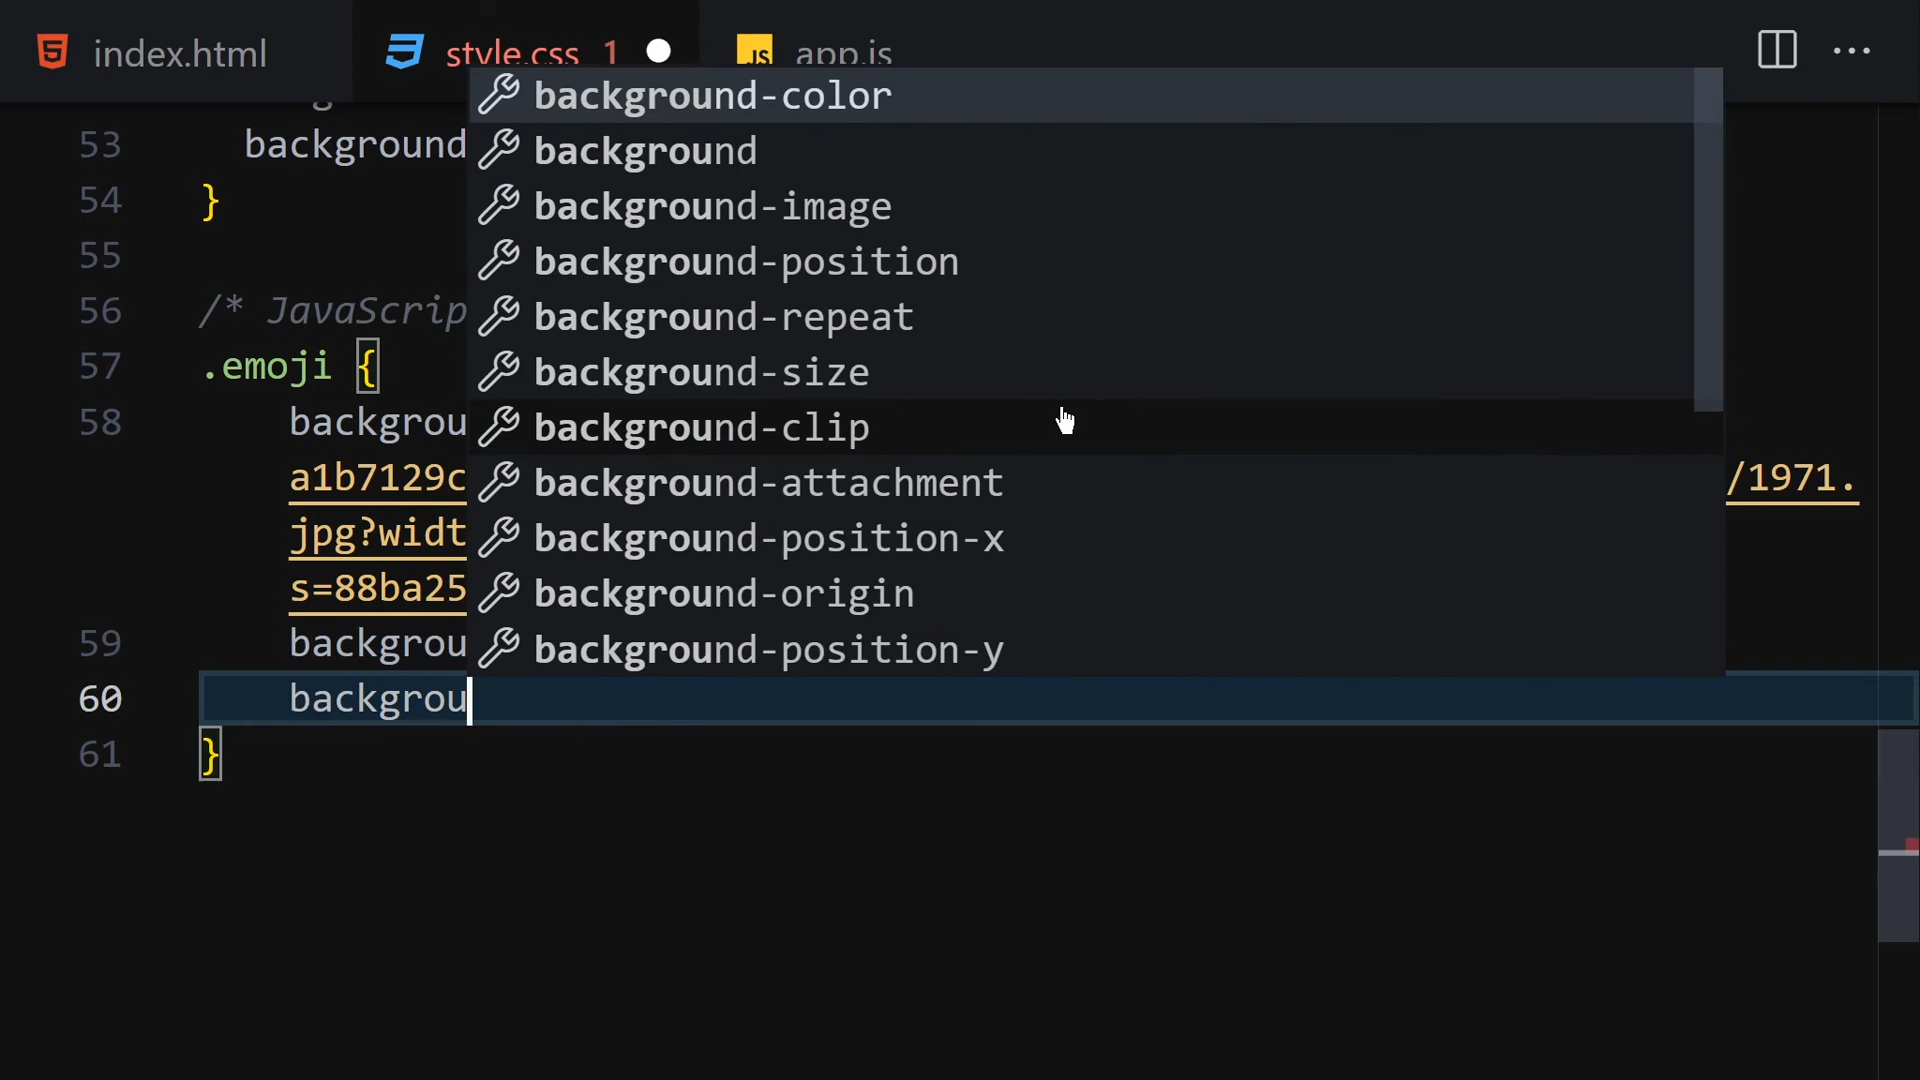 index.html style.css 1 app.js
53 background
54 }
55
56 /* JavaScrip
57 .emoji {
58 backgrou
a1b7129c /1971.
jpg?widt
s=88ba25
59 backgrou
60 backgrou
61 }
background-color
background
background-image
background-position
background-repeat
background-size
background-clip
background-attachment
background-position-x
background-origin
background-position-y